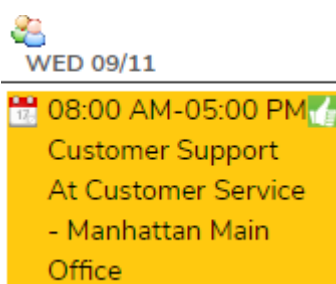 WED 09/11
08:00 AM-05:00 PM
Customer Support
At Customer Service
- Manhattan Main
Office